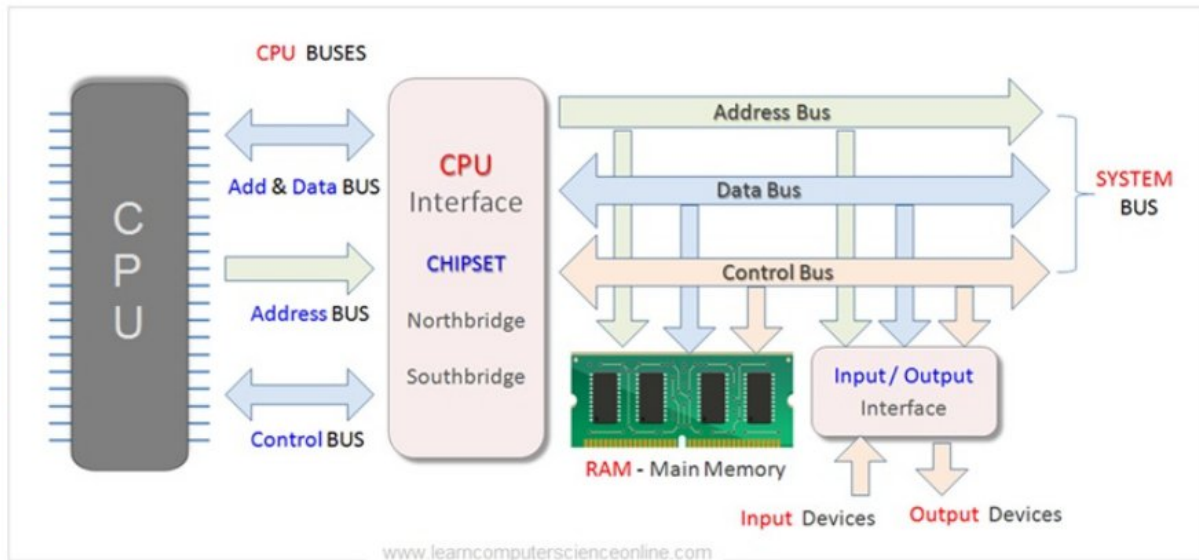 CPU BUSES
CPU
Add & Data BUS
Address BUS
Control BUS
CPU
Interface
CHIPSET
Northbridge
Southbridge
Address Bus
Data Bus
Control Bus
SYSTEM
BUS
RAM - Main Memory
Input / Output
Interface
Input Devices
Output Devices
www.learncomputerscienceonline.com